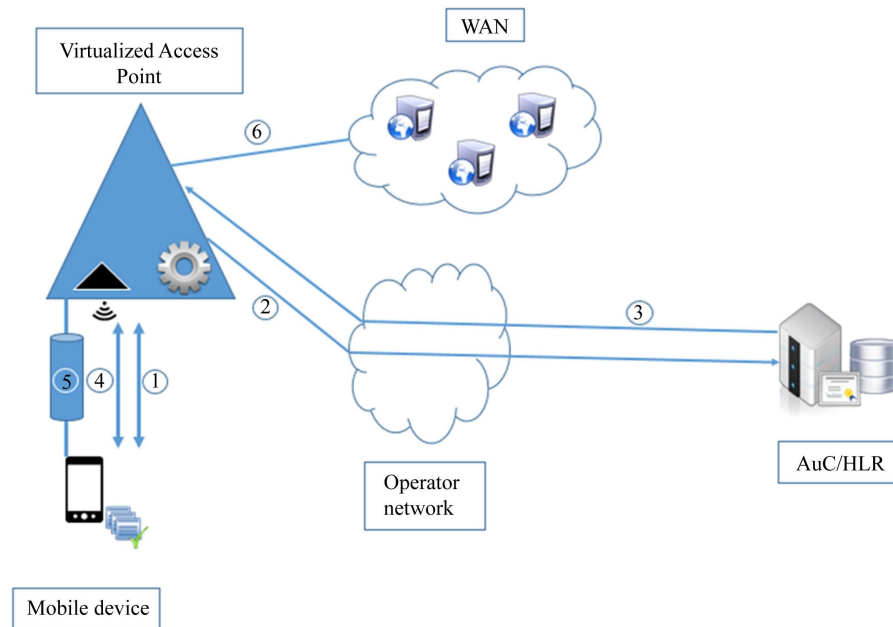 WAN
Virtualized Access
Point
6
2
3
5
4
1
Operator
network
AuC/HLR
Mobile device